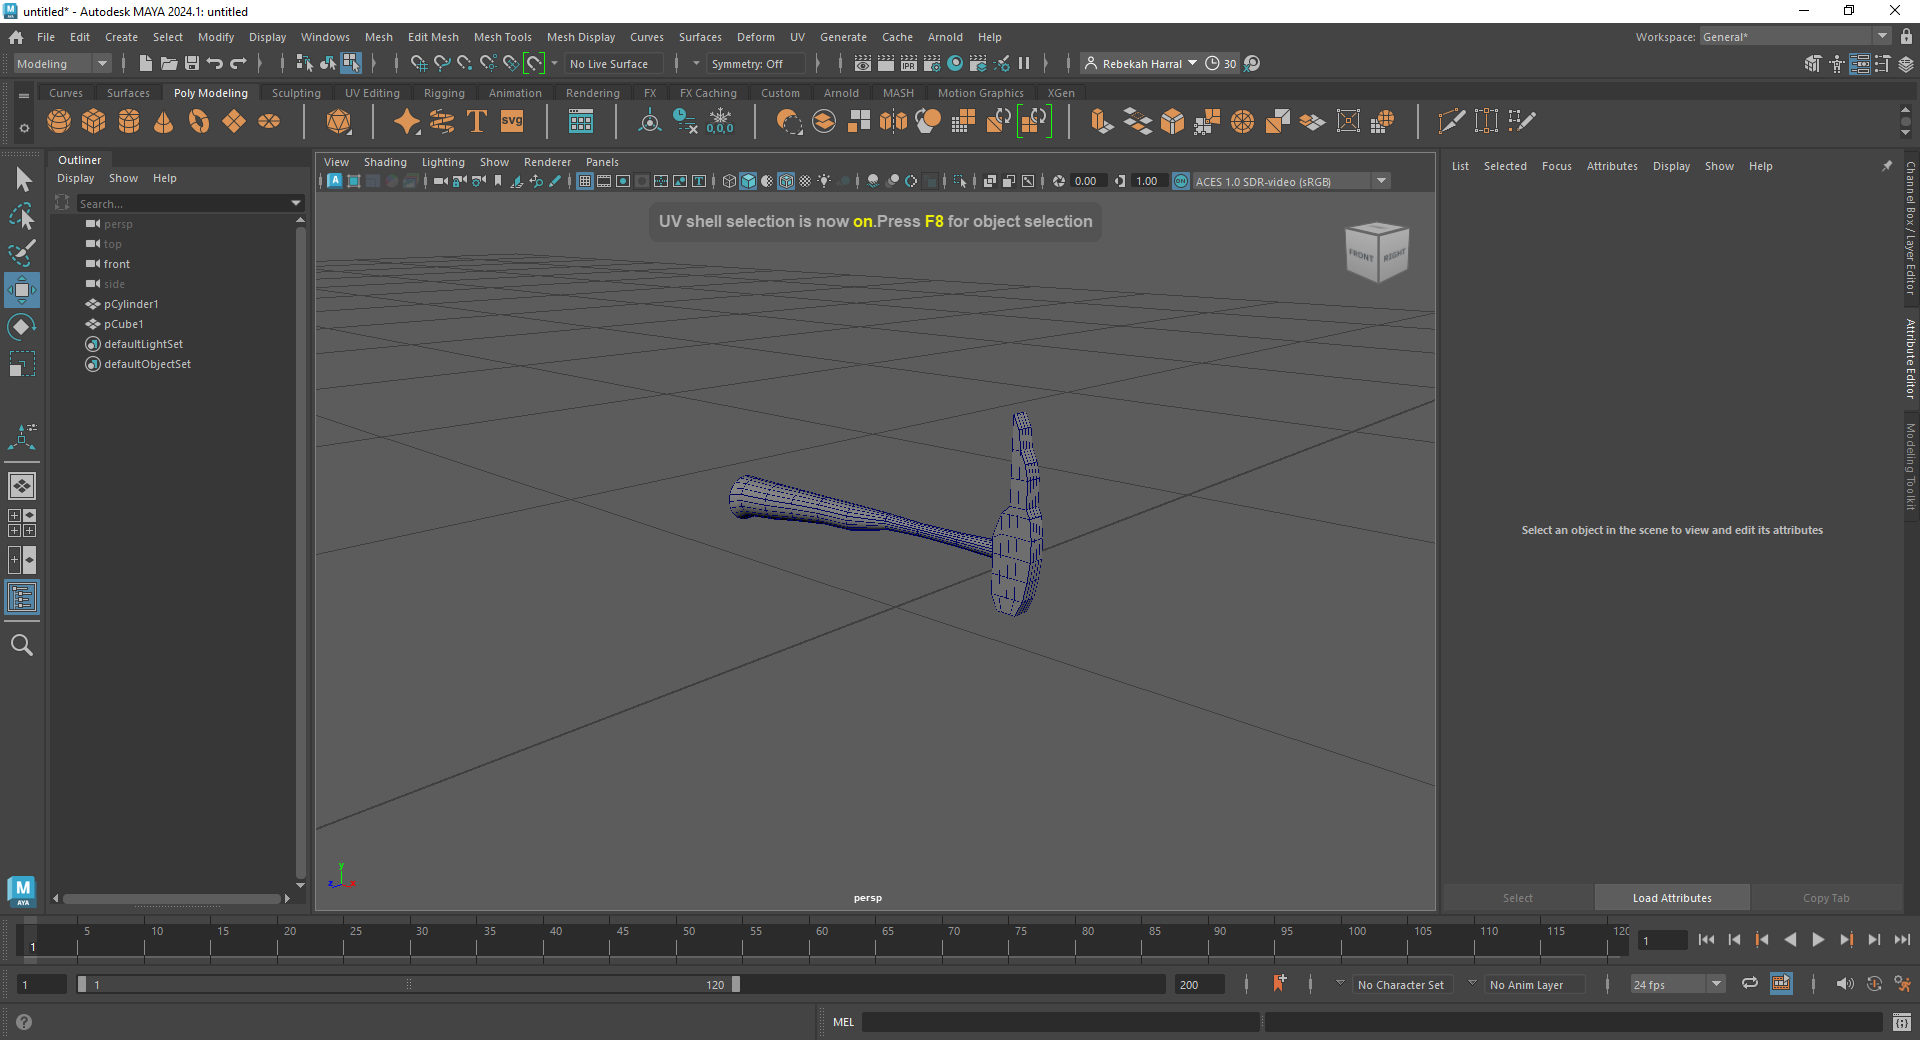 untitled* - Autodesk MAYA 2024.1: untitled
File Edit Create Select Modify Display Windows Mesh Edit Mesh Mesh Tools Mesh Display Curves Surfaces Deform UV Generate Cache Arnold Help
Workspace: General*
Modeling
No Live Surface
Symmetry: Off
IPR
Rebekah Harral
30
Curves Surfaces Poly Modeling Sculpting UV Editing Rigging Animation Rendering FX FX Caching Custom Arnold MASH Motion Graphics XGen
T
svg
0,0,0
Outliner
Display Show Help
Search...
persp
top
front
side
pCylinder1
pCube1
defaultLightSet
defaultObjectSet
View Shading Lighting Show Renderer Panels
0.00
1.00
ACES 1.0 SDR-video (sRGB)
UV shell selection is now on.Press F8 for object selection
FRONT
RIGHT
y
z
x
persp
List Selected Focus Attributes Display Show Help
Select an object in the scene to view and edit its attributes
Select
Load Attributes
Copy Tab
Channel Box / Layer Editor
Attribute Editor
Modeling Toolkit
M
AYA
1
5 10 15 20 25 30 35 40 45 50 55 60 65 70 75 80 85 90 95 100 105 110 115 120
1
1
1
120
200
No Character Set
No Anim Layer
24 fps
MEL